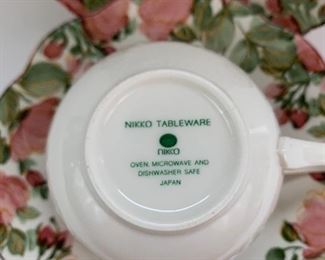 NIKKO TABLEWARE
NIKKO
OVEN, MICROWAVE AND
DISHWASHER SAFE
JAPAN